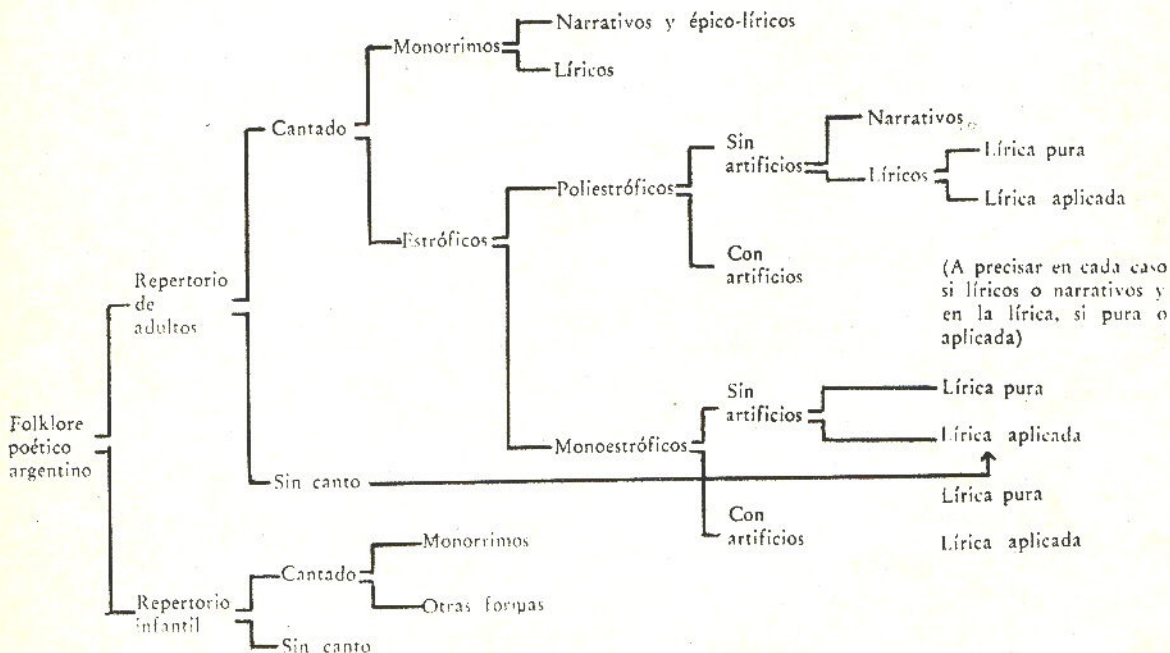 Narrativos y épico-líricos
Monorrimos
Líricos
Cantado
Narrativos
Sin
artificios
Lírica pura
Líricos
Poliestróficos
Lírica aplicada
Estróficos
Con
artificios
(A precisar en cada caso
si líricos o narrativos y
en la lírica, si pura o
aplicada)
Repertorio
de
adultos
Sin
artificios
Lírica pura
Folklore
poético
argentino
Monoestróficos
Lírica aplicada
Sin canto
Lírica pura
Con
artificios
Lírica aplicada
Monorrimos
Cantado
Repertorio
infantil
Otras formas
Sin canto